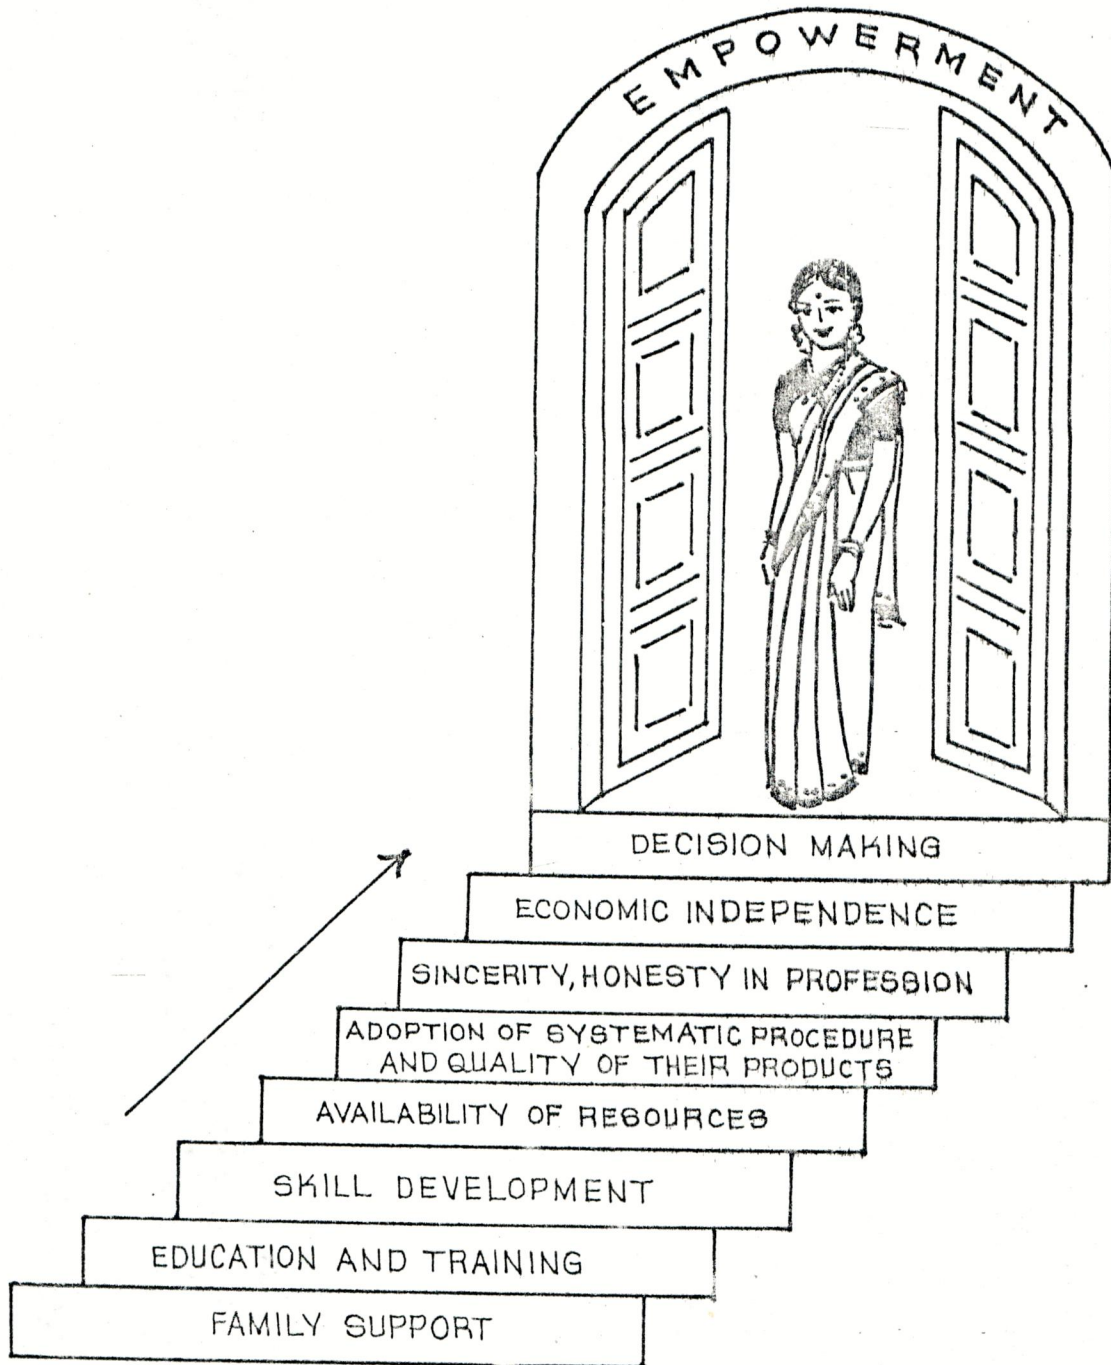 EMPOWERMENT
DECISION MAKING
ECONOMIC INDEPENDENCE
SINCERITY, HONESTY IN PROFESSION
ADOPTION OF SYSTEMATIC PROCEDURE
AND QUALITY OF THEIR PRODUCTS
AVAILABILITY OF RESOURCES
SKILL DEVELOPMENT
EDUCATION AND TRAINING
FAMILY SUPPORT